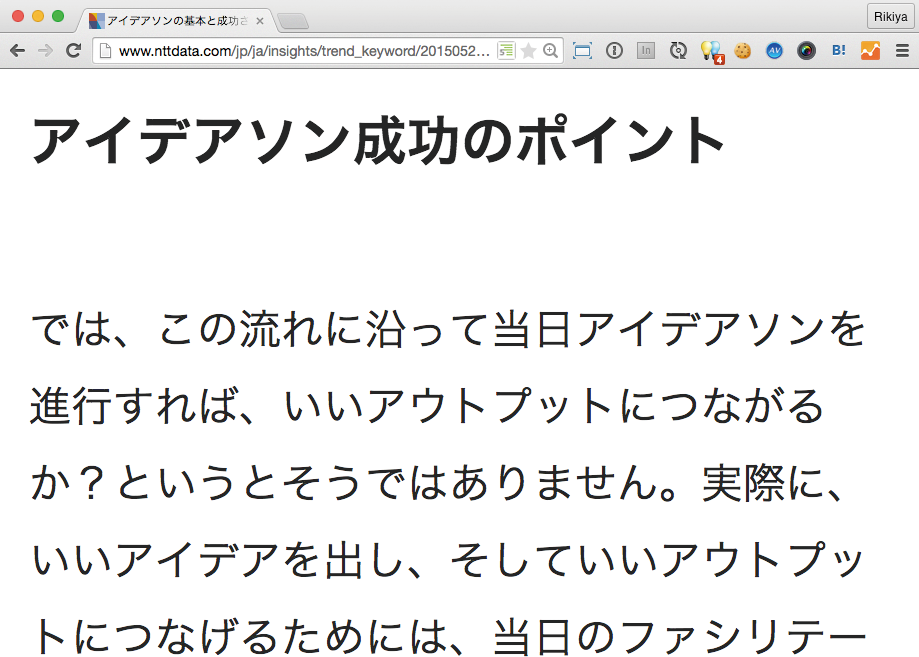 アイデアソンの基本と成功さ
Rikiya
www.nttdata.com/jp/ja/insights/trend_keyword/2015052...
In
4
AV
B!
アイデアソン成功のポイント
では、この流れに沿って当日アイデアソンを
進行すれば、いいアウトプットにつながる
か？というとそうではありません。実際に、
いいアイデアを出し、そしていいアウトプッ
トにつなげるためには、当日のファシリテー